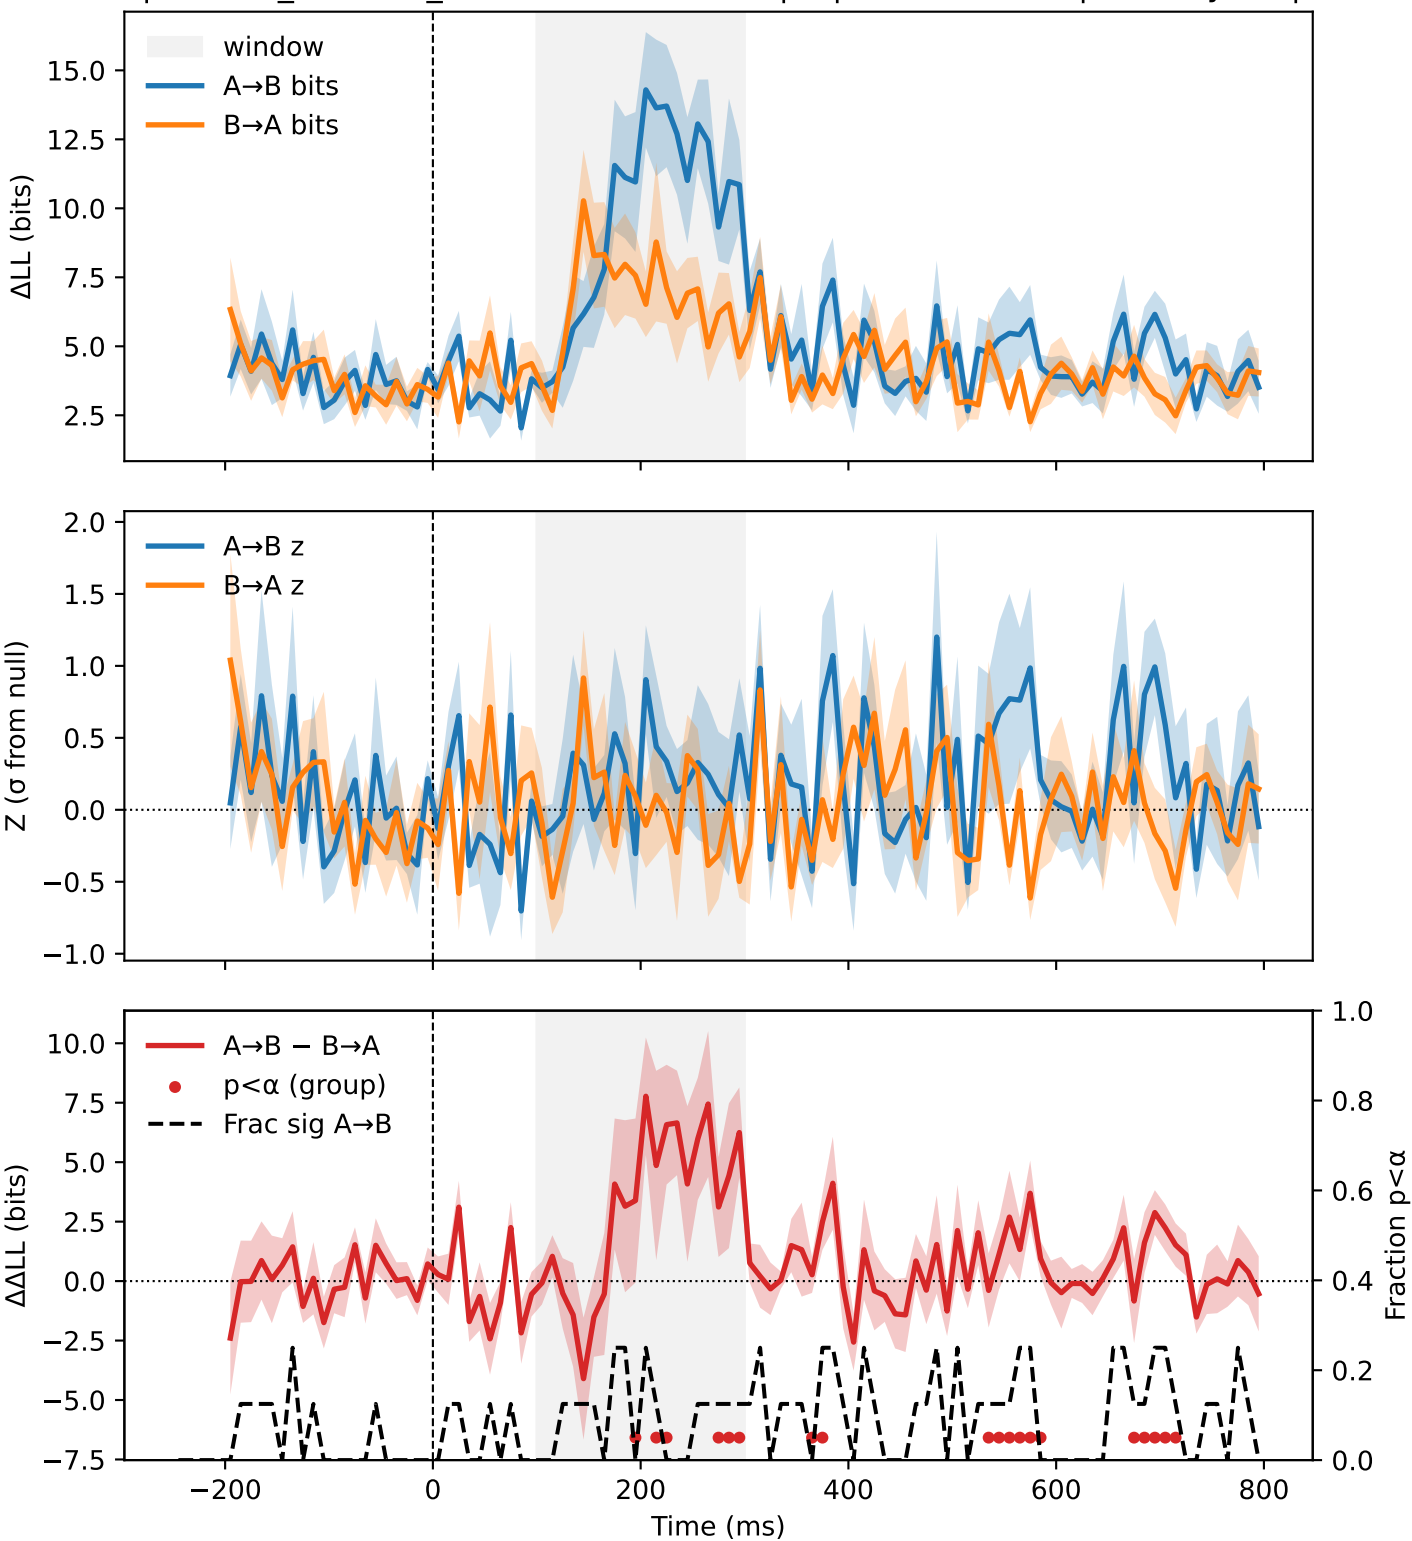 window
A→B bits
B→A bits
ΔLL (bits)
15.0
12.5
10.0
7.5
5.0
2.5
A→B z
B→A z
Z (σ from null)
2.0
1.5
1.0
0.5
0.0
−0.5
−1.0
A→B − B→A
p<α (group)
Frac sig A→B
ΔΔLL (bits)
10.0
7.5
5.0
2.5
0.0
−2.5
−5.0
−7.5
1.0
0.8
0.6
0.4
0.2
0.0
Fraction p<α
−200 0 200 400 600 800
Time (ms)